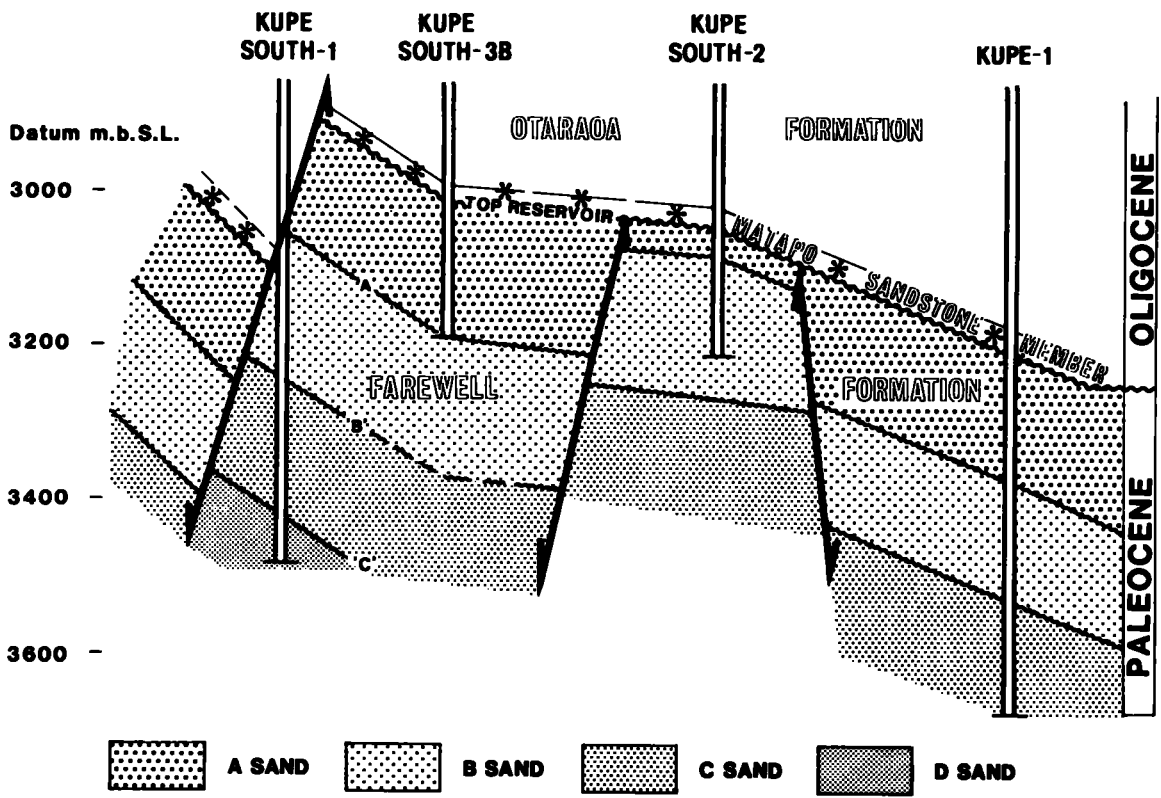 KUPE
SOUTH-1
KUPE
SOUTH-3B
KUPE
SOUTH-2
KUPE-1
Datum m.b.S.L.
OTARAOA
FORMATION
3000
TOP RESERVOIR
MATAPO SANDSTONE MEMBER
OLIGOCENE
A
3200
FAREWELL
FORMATION
B'
3400
'C'
PALEOCENE
3600
A SAND
B SAND
C SAND
D SAND